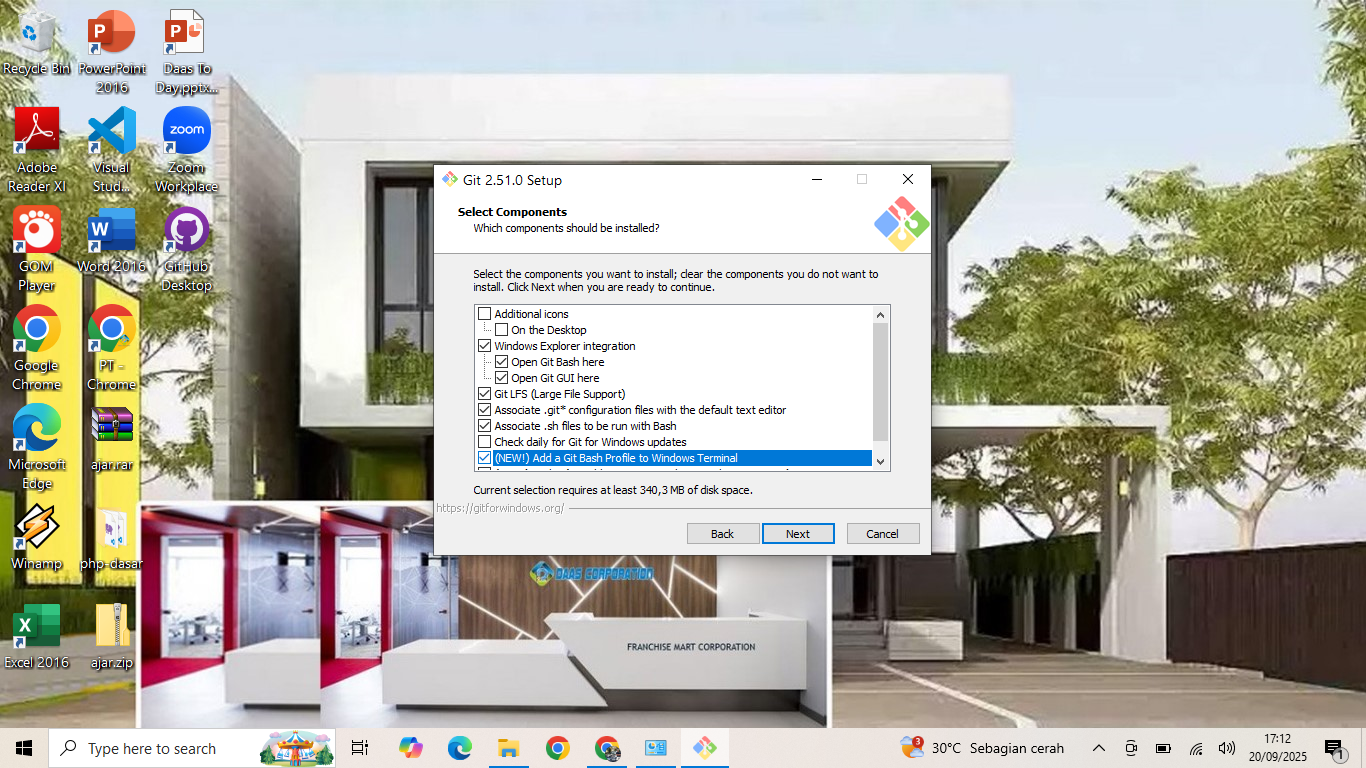 Recycle Bin
PowerPoint
2016
Daas To
Day.pptx...
Adobe
Reader XI
Visual
Stud...
zoom
Zoom
Workplace
GOM
Player
Word 2016
GitHub
Desktop
Google
Chrome
PT -
Chrome
Microsoft
Edge
ajar.rar
Winamp
php-dasar
Excel 2016
ajar.zip
Git 2.51.0 Setup
Select Components
Which components should be installed?
Select the components you want to install; clear the components you do not want to
install. Click Next when you are ready to continue.
Additional icons
On the Desktop
Windows Explorer integration
Open Git Bash here
Open Git GUI here
Git LFS (Large File Support)
Associate .git* configuration files with the default text editor
Associate .sh files to be run with Bash
Check daily for Git for Windows updates
(NEW!) Add a Git Bash Profile to Windows Terminal
Current selection requires at least 340,3 MB of disk space.
https://gitforwindows.org/
Back
Next
Cancel
DAAS CORPORATION
FRANCHISE MART CORPORATION
Type here to search
3
30°C Sebagian cerah
17:12
20/09/2025
1